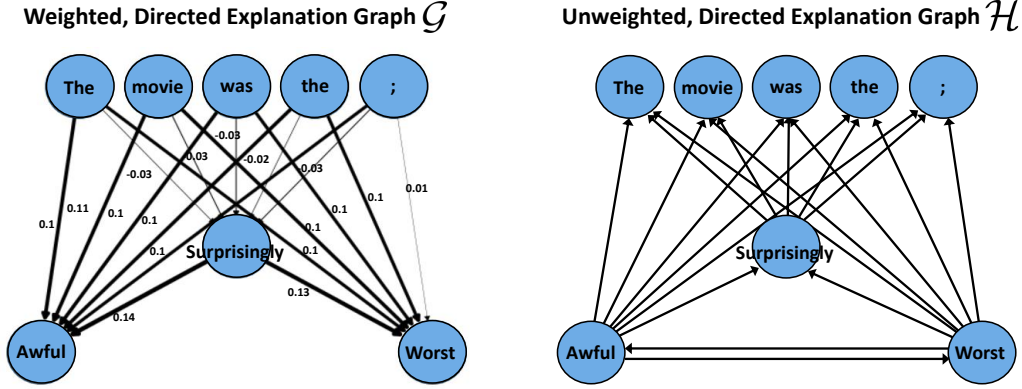 Weighted, Directed Explanation Graph 𝒢
Unweighted, Directed Explanation Graph ℋ
The movie was the ;
The movie was the ;
-0.03
0.03 -0.02
-0.03 -0.03 0.01
0.11 0.1 0.1 0.1
0.1 0.1 0.1
0.1 0.1
Surprisingly
Surprisingly
0.13
0.14
Awful Worst
Awful Worst